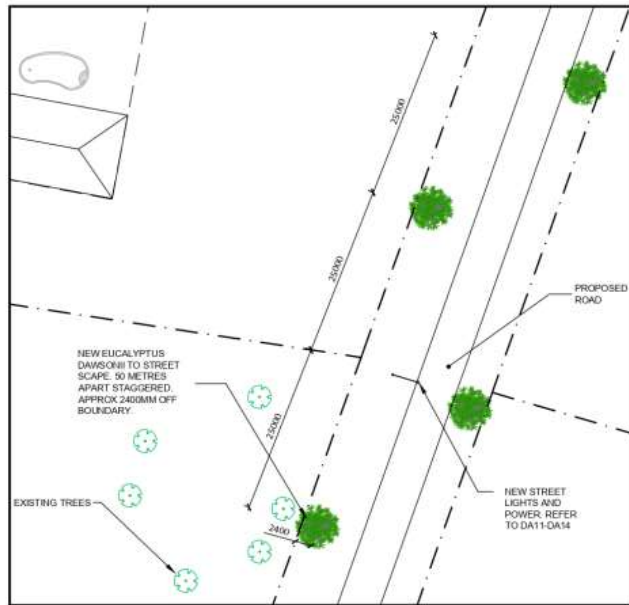 25000
25000
PROPOSED
ROAD
NEW EUCALYPTUS
DAWSONII TO STREET
SCAPE. 50 METRES
APART STAGGERED.
APPROX 2400MM OFF
BOUNDARY.
25000
EXISTING TREES
2400
NEW STREET
LIGHTS AND
POWER. REFER
TO DA11-DA14